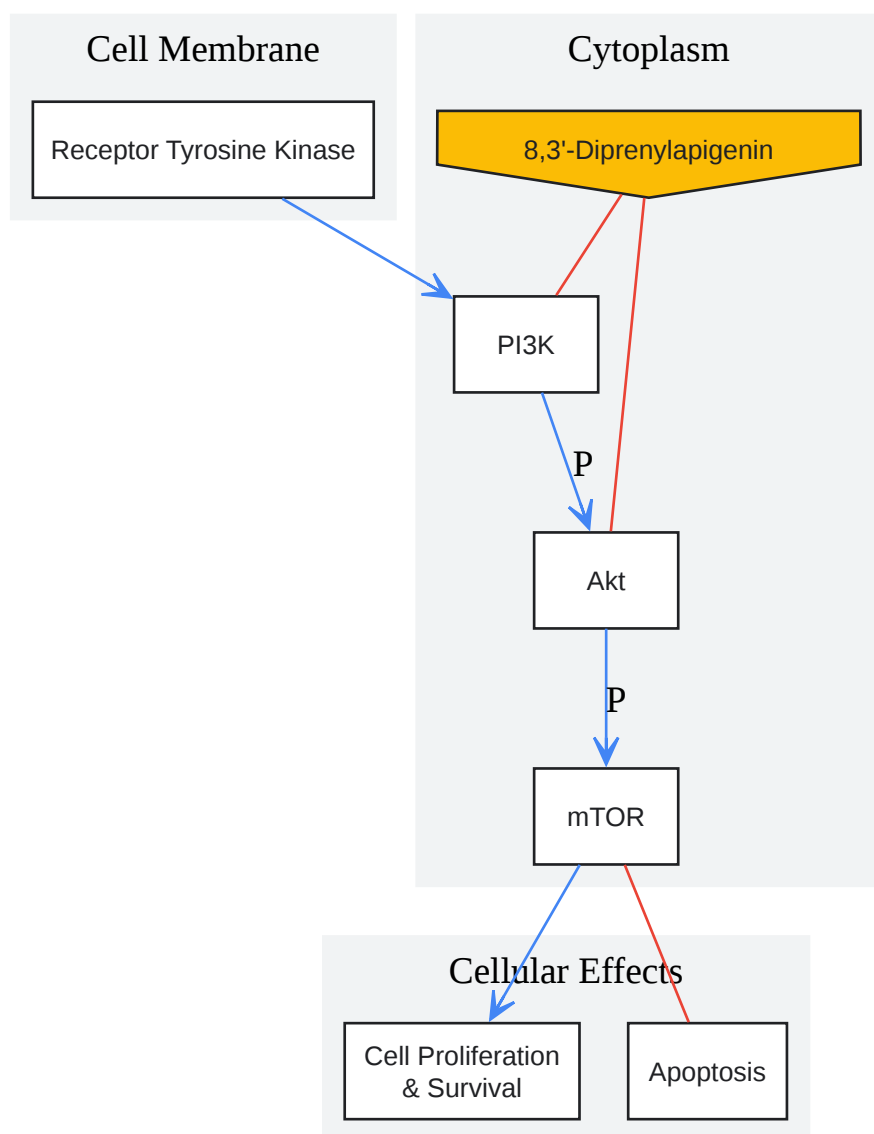 Cell Membrane
Receptor Tyrosine Kinase
Cytoplasm
8,3'-Diprenylapigenin
PI3K
P
Akt
P
mTOR
Cellular Effects
Cell Proliferation
& Survival
Apoptosis